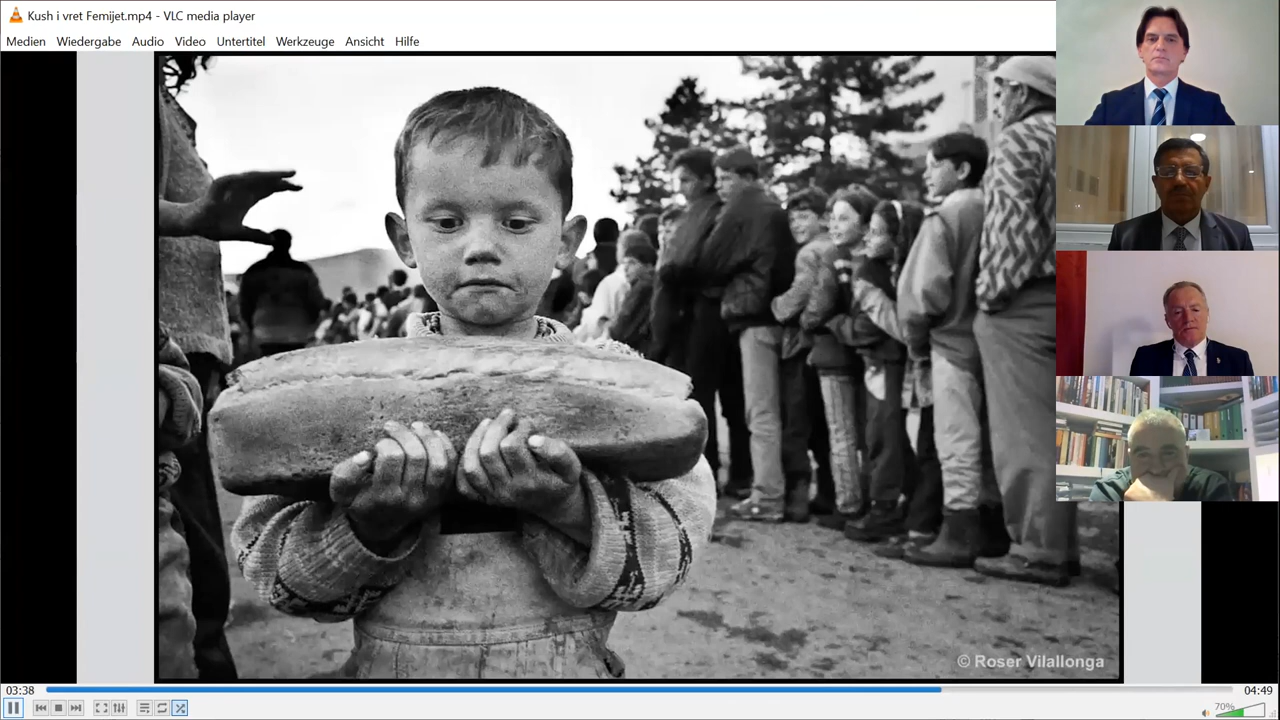 Kush i vret Femijet.mp4 - VLC media player
Medien Wiedergabe Audio Video Untertitel Werkzeuge Ansicht Hilfe
© Roser Vilallonga
03:38
04:49
70%